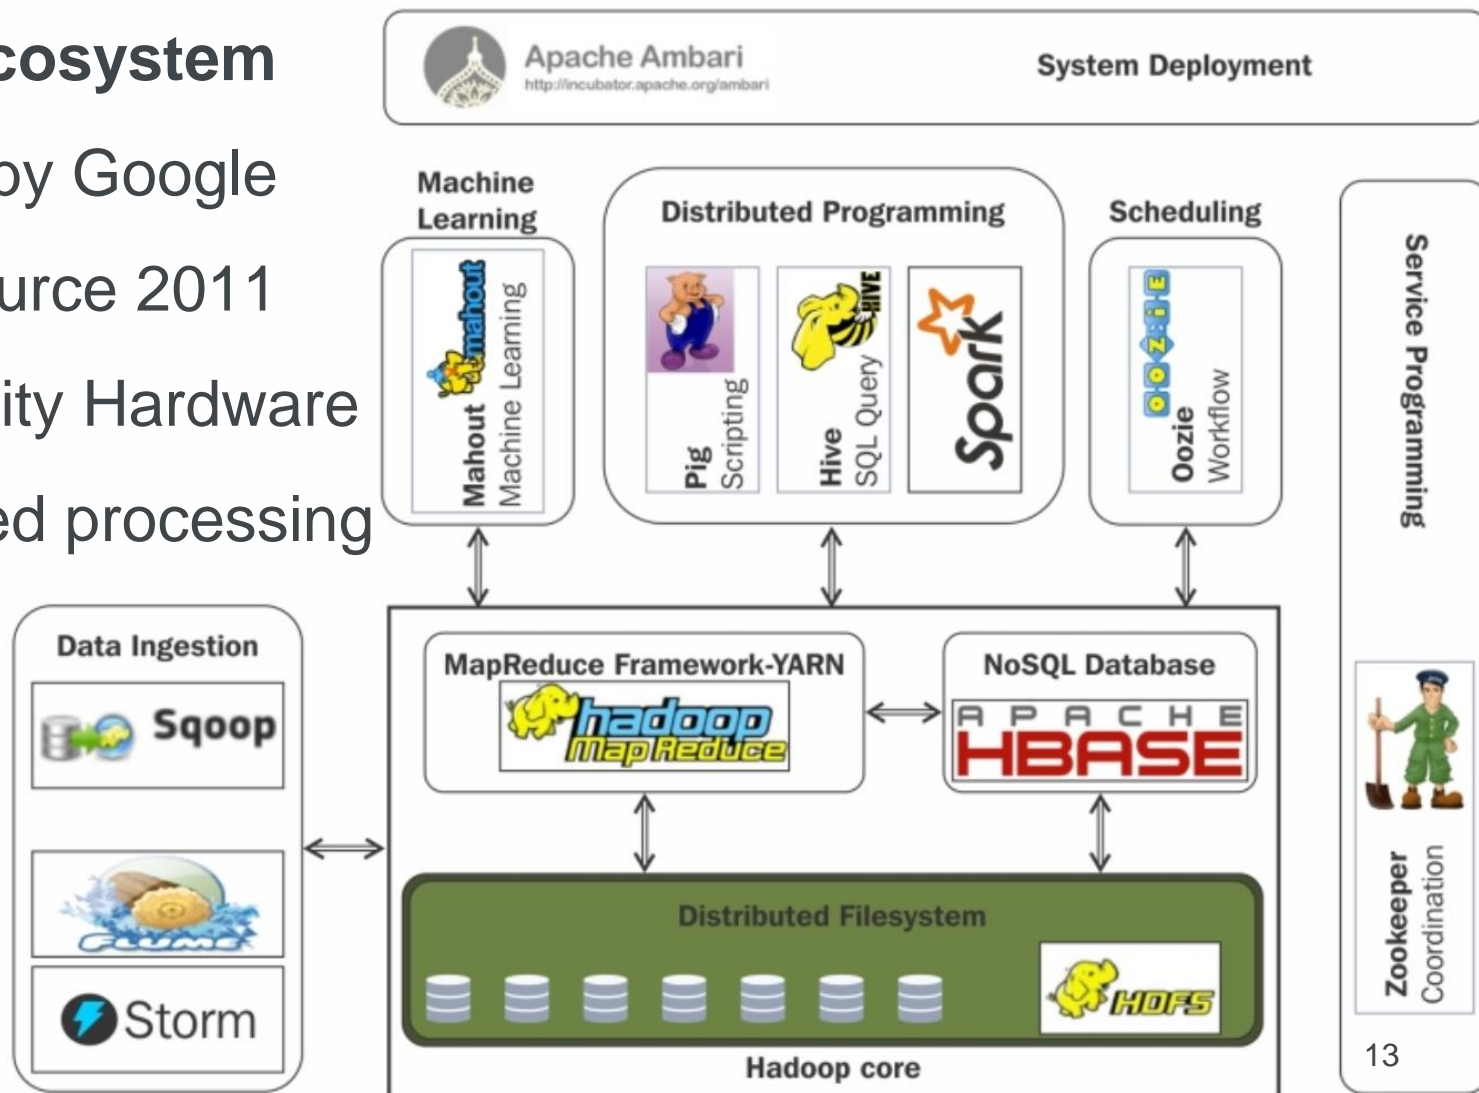 cosystem
by Google
urce 2011
ity Hardware
ed processing
Apache Ambari
http://incubator.apache.org/ambari
System Deployment
Machine
Learning
mahout
Mahout
Machine Learning
Distributed Programming
Pig
Scripting
HIVE
Hive
SQL Query
Spark
Scheduling
OOZIE
Oozie
Workflow
Service Programming
Zookeeper
Coordination
Data Ingestion
Sqoop
FLUME
Storm
MapReduce Framework-YARN
hadoop
Map Reduce
NoSQL Database
APACHE
HBASE
Distributed Filesystem
HDFS
Hadoop core
13